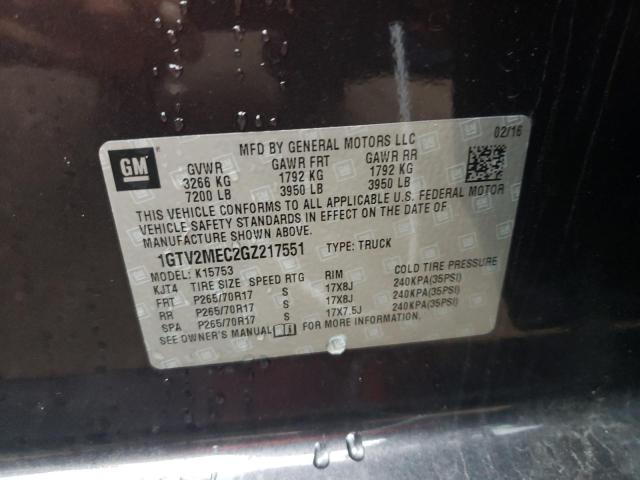 MFD BY GENERAL MOTORS LLC 02/16
GM
GVWR GAWR FRT GAWR RR
3266 KG 1792 KG 1792 KG
7200 LB 3950 LB 3950 LB
THIS VEHICLE CONFORMS TO ALL APPLICABLE U.S. FEDERAL MOTOR
VEHICLE SAFETY STANDARDS IN EFFECT ON THE DATE OF
MANUFACTURE SHOWN ABOVE.
1GTV2MEC2GZ217551 TYPE: TRUCK
MODEL: K15753
KJT4 TIRE SIZE SPEED RTG RIM COLD TIRE PRESSURE
FRT P265/70R17 S 17X8J 240KPA(35PSI)
RR P265/70R17 S 17X8J 240KPA(35PSI)
SPA P265/70R17 S 17X7.5J 240KPA(35PSI)
SEE OWNER'S MANUAL FOR MORE INFORMATION.